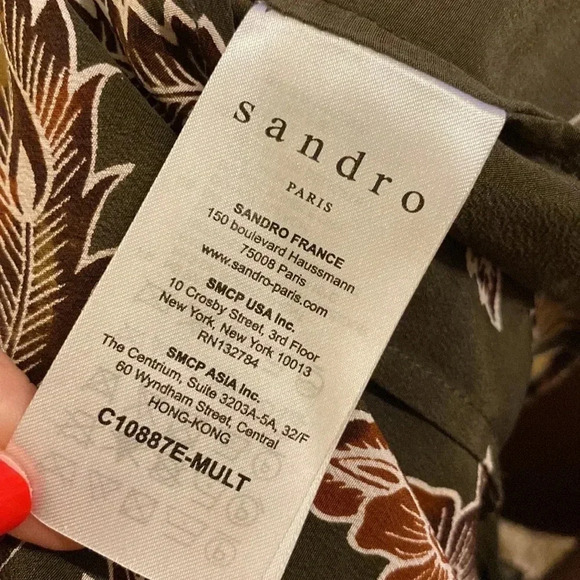 sandro
PARIS
SANDRO FRANCE
150 boulevard Haussmann
75008 Paris
www.sandro-paris.com
SMCP USA Inc.
10 Crosby Street, 3rd Floor
New York, New York 10013
RN132784
SMCP ASIA Inc.
The Centrium, Suite 3203A-5A, 32/F
60 Wyndham Street, Central
HONG-KONG
C10887E-MULT